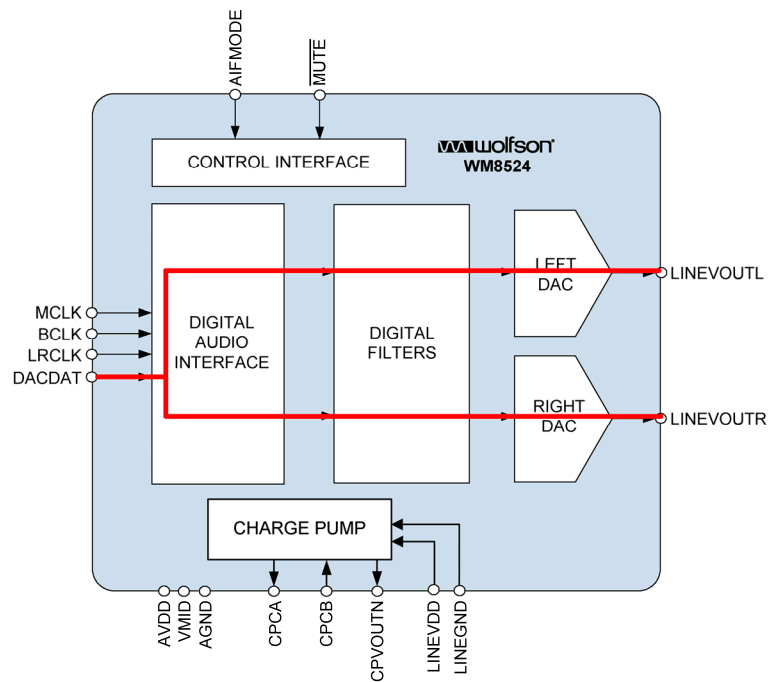 AIFMODE
MUTE
CONTROL INTERFACE
wolfson
WM8524
LEFT
DAC
LINEVOUTL
MCLK
BCLK
LRCLK
DACDAT
DIGITAL
AUDIO
INTERFACE
DIGITAL
FILTERS
RIGHT
DAC
LINEVOUTR
CHARGE PUMP
AVDD
VMID
AGND
CPCA
CPCB
CPVOUTN
LINEVDD
LINEGND